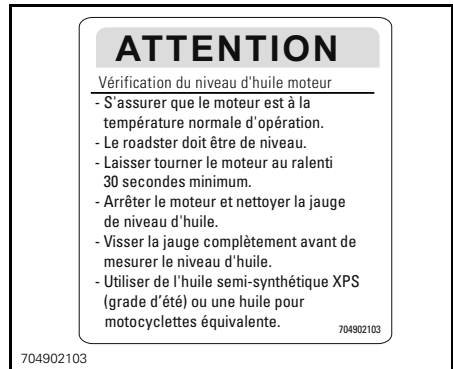 ATTENTION
Vérification du niveau d'huile moteur
- S'assurer que le moteur est à la
température normale d'opération.
- Le roadster doit être de niveau.
- Laisser tourner le moteur au ralenti
30 secondes minimum.
- Arrêter le moteur et nettoyer la jauge
de niveau d'huile.
- Visser la jauge complètement avant de
mesurer le niveau d'huile.
- Utiliser de l'huile semi-synthétique XPS
(grade d'été) ou une huile pour
motocyclettes équivalente.
704902103
704902103